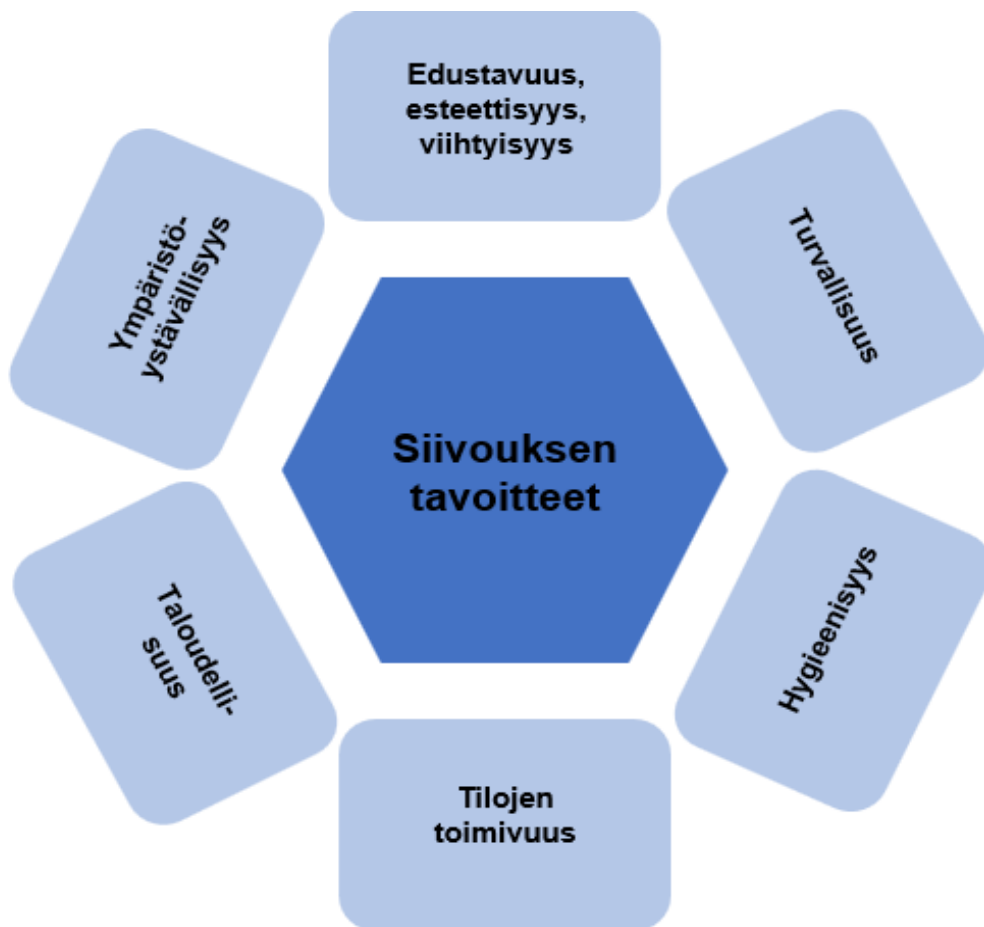 Edustavuus,
esteettisyys,
viihtyisyys
Turvallisuus
Hygieenisyys
Tilojen
toimivuus
Taloudelli-
suus
Ympäristö-
ystävällisyys
Siivouksen
tavoitteet